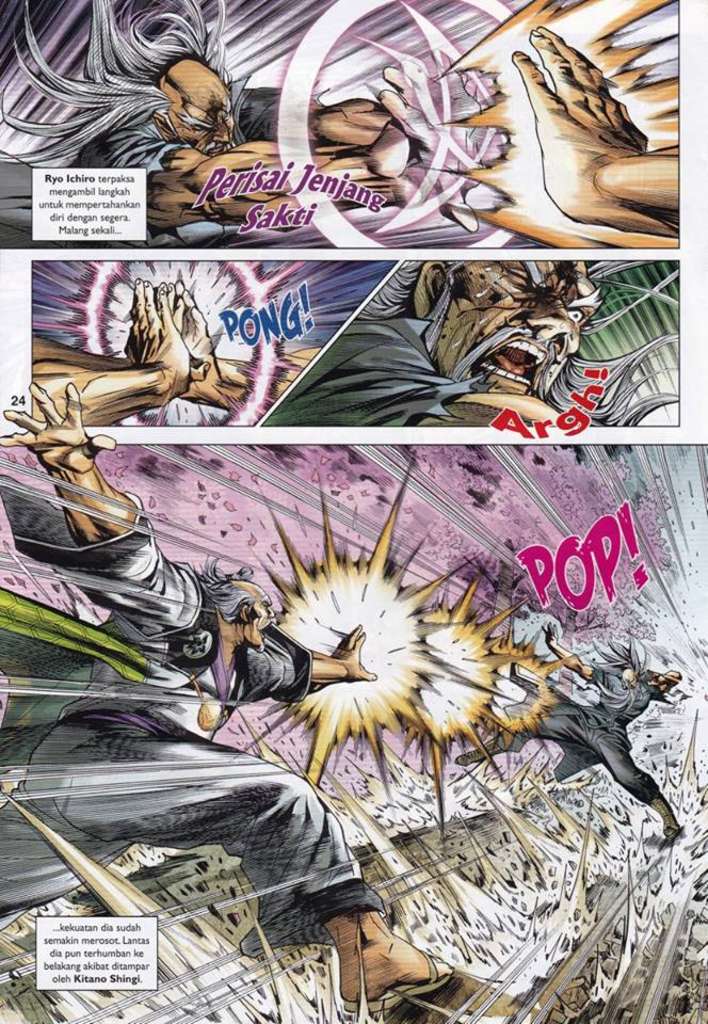 Ryo Ichiro terpaksa
mengambil langkah
untuk mempertahankan
diri dengan segera.
Malang sekali...
Perisai Jenjang
Sakti
PONG!
Argh!
24
POP!
...kekuatan dia sudah
semakin merosot. Lantas
dia pun terhumban ke
belakang akibat ditampar
oleh Kitano Shingi.